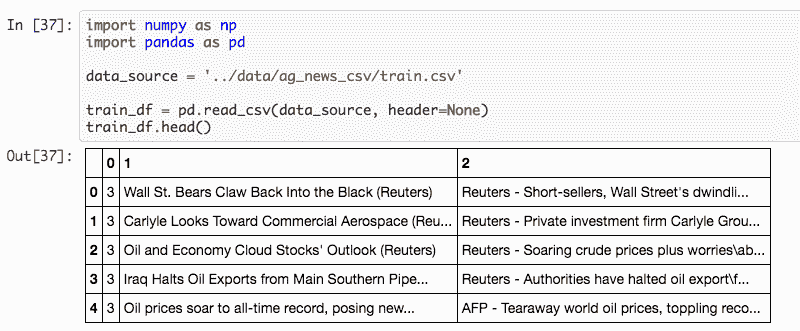 In [37]: import numpy as np
import pandas as pd
data_source = '../data/ag_news_csv/train.csv'
train_df = pd.read_csv(data_source, header=None)
train_df.head()
Out[37]:
0 1 2
0 3 Wall St. Bears Claw Back Into the Black (Reuters) Reuters - Short-sellers, Wall Street's dwindli...
1 3 Carlyle Looks Toward Commercial Aerospace (Reu... Reuters - Private investment firm Carlyle Grou...
2 3 Oil and Economy Cloud Stocks' Outlook (Reuters) Reuters - Soaring crude prices plus worries\ab...
3 3 Iraq Halts Oil Exports from Main Southern Pipe... Reuters - Authorities have halted oil export\f...
4 3 Oil prices soar to all-time record, posing new... AFP - Tearaway world oil prices, toppling reco...